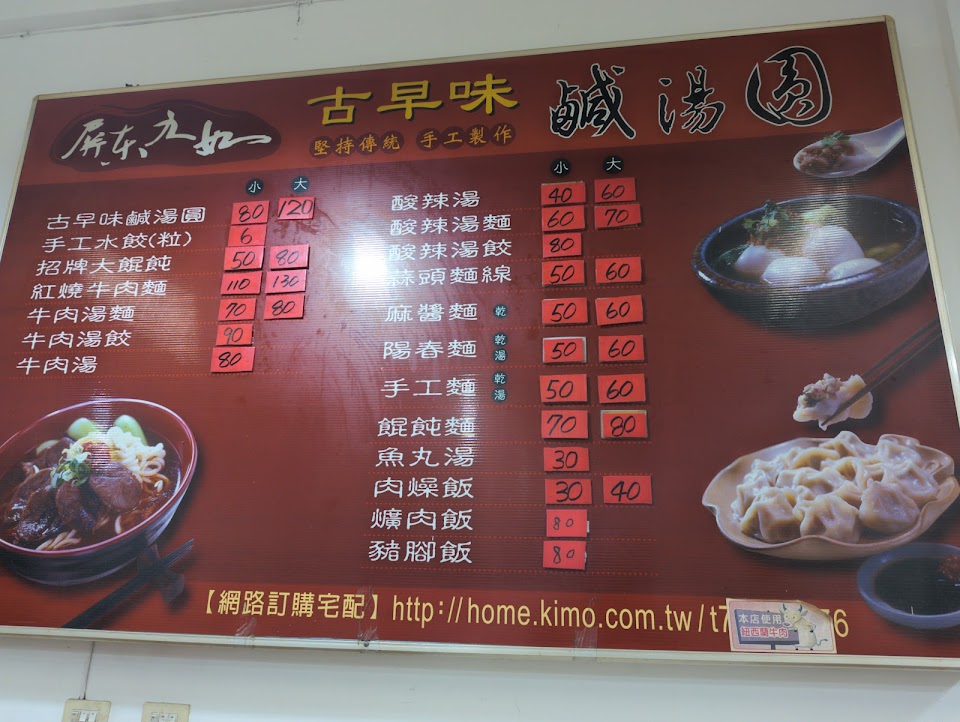 屏東九如
古早味 鹹湯圓
堅持傳統 手工製作
小 大
古早味鹹湯圓 80 120
手工水餃(粒) 6
招牌大餛飩 50 80
紅燒牛肉麵 110 130
牛肉湯麵 70 80
牛肉湯餃 90
牛肉湯 80
小 大
酸辣湯 40 60
酸辣湯麵 60 70
酸辣湯餃 80
蒜頭麵線 50 60
麻醬麵 乾 50 60
陽春麵 乾湯 50 60
手工麵 乾湯 50 60
餛飩麵 70 80
魚丸湯 30
肉燥飯 30 40
爌肉飯 80
豬腳飯 80
【網路訂購宅配】http://home.kimo.com.tw/t7 6
本店使用
紐西蘭牛肉